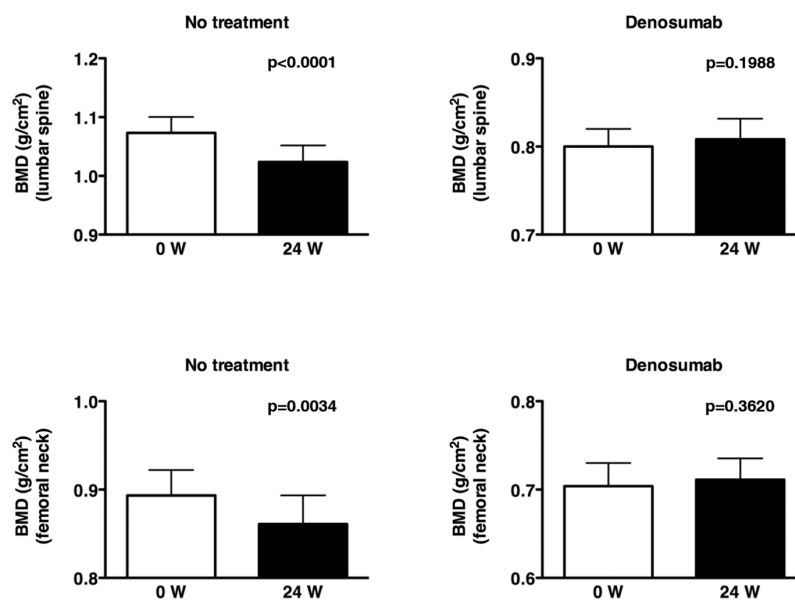 No treatment
p<0.0001
BMD (g/cm²)
(lumbar spine)
1.2
1.1
1.0
0.9
0 W
24 W
Denosumab
p=0.1988
BMD (g/cm²)
(lumbar spine)
0.9
0.8
0.7
0 W
24 W
No treatment
p=0.0034
BMD (g/cm²)
(femoral neck)
1.0
0.9
0.8
0 W
24 W
Denosumab
p=0.3620
BMD (g/cm²)
(femoral neck)
0.8
0.7
0.6
0 W
24 W